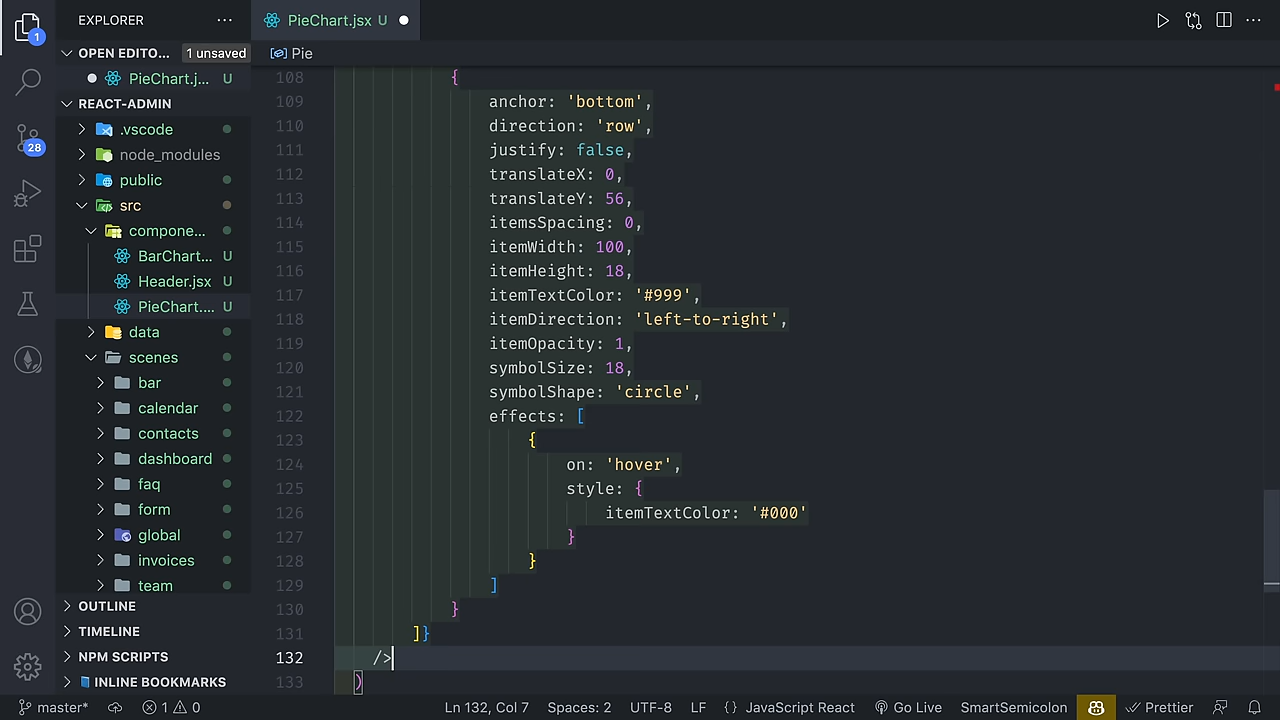 EXPLORER
PieChart.jsx U
OPEN EDITO...
1 unsaved
Pie
PieChart.j... U
REACT-ADMIN
.vscode
node_modules
public
src
compone...
BarChart... U
Header.jsx U
PieChart.... U
data
scenes
bar
calendar
contacts
dashboard
faq
form
global
invoices
team
OUTLINE
TIMELINE
NPM SCRIPTS
INLINE BOOKMARKS
1
28
108 {
109 anchor: 'bottom',
110 direction: 'row',
111 justify: false,
112 translateX: 0,
113 translateY: 56,
114 itemsSpacing: 0,
115 itemWidth: 100,
116 itemHeight: 18,
117 itemTextColor: '#999',
118 itemDirection: 'left-to-right',
119 itemOpacity: 1,
120 symbolSize: 18,
121 symbolShape: 'circle',
122 effects: [
123 {
124 on: 'hover',
125 style: {
126 itemTextColor: '#000'
127 }
128 }
129 ]
130 }
131 ]}
132 />
133 )
master* 1 0 Ln 132, Col 7 Spaces: 2 UTF-8 LF {} JavaScript React Go Live SmartSemicolon Prettier